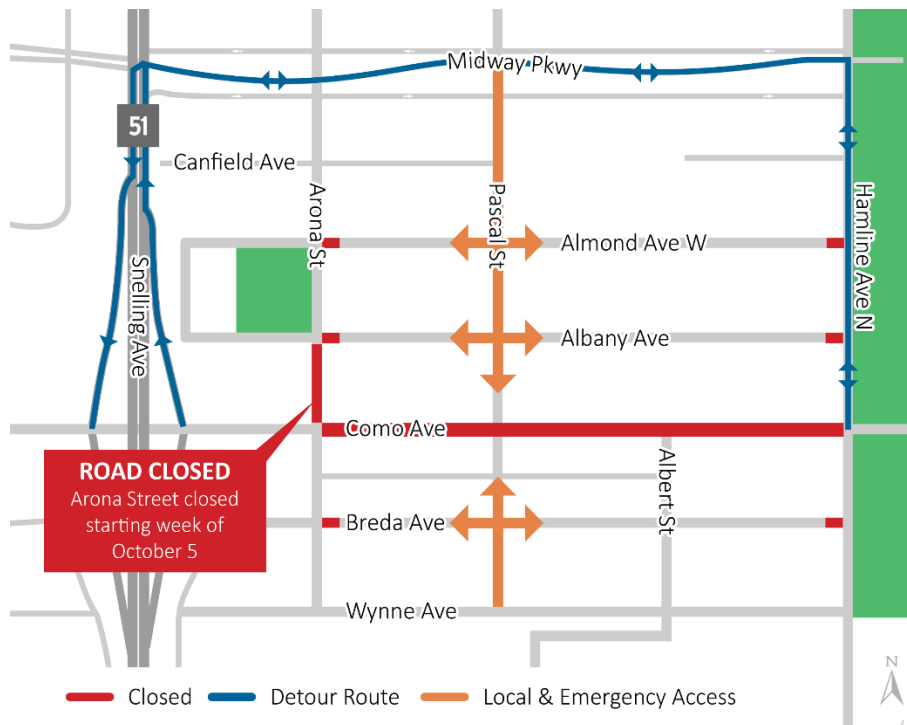 Midway Pkwy
51
Canfield Ave
Arona St
Pascal St
Hamline Ave N
Almond Ave W
Snelling Ave
Albany Ave
Como Ave
ROAD CLOSED
Arona Street closed
starting week of
October 5
Albert St
Breda Ave
Wynne Ave
N
Closed
Detour Route
Local & Emergency Access